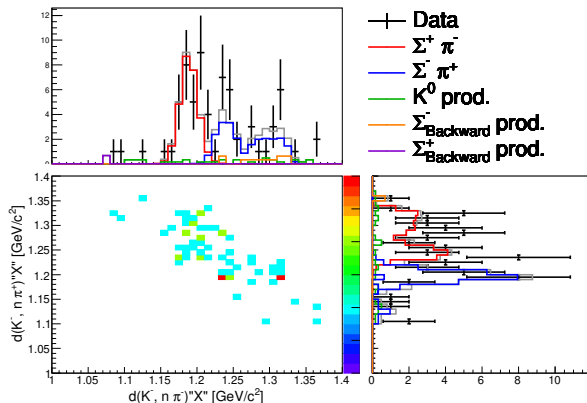 12
10
8
6
4
2
0
Data
Σ⁺ π⁻
Σ⁻ π⁺
K⁰ prod.
Σ⁻Backward prod.
Σ⁺Backward prod.
1.4
1.35
1.3
1.25
1.2
1.15
1.1
1.05
1
d(K⁻, n π⁺)"X" [GeV/c²]
1 1.05 1.1 1.15 1.2 1.25 1.3 1.35 1.4
d(K⁻, n π⁻)"X" [GeV/c²]
0 2 4 6 8 10